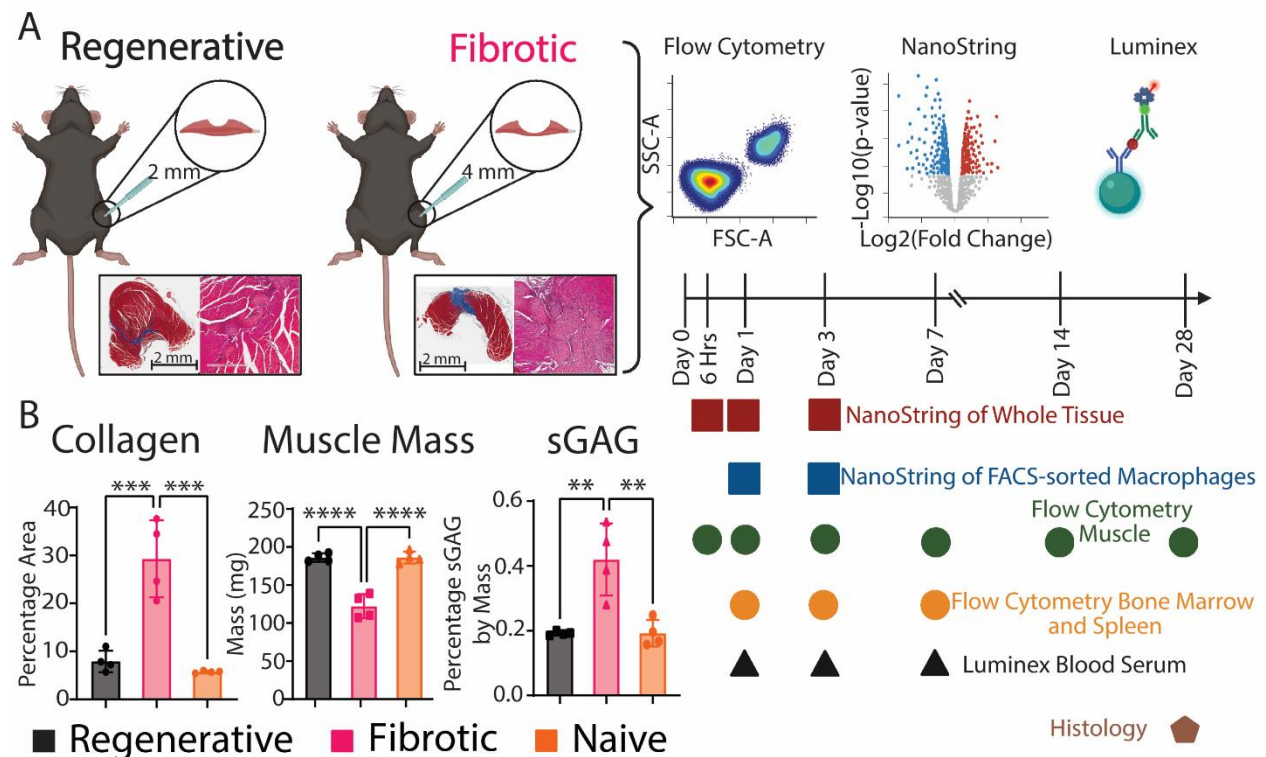 A
Regenerative
Fibrotic
2 mm
4 mm
2 mm
2 mm
Flow Cytometry
NanoString
Luminex
SSC-A
FSC-A
-Log10(p-value)
Log2(Fold Change)
Day 0
6 Hrs
Day 1
Day 3
Day 7
Day 14
Day 28
NanoString of Whole Tissue
NanoString of FACS-sorted Macrophages
Flow Cytometry
Muscle
Flow Cytometry Bone Marrow
and Spleen
Luminex Blood Serum
Histology
B
Collagen
Percentage Area
40
30
20
10
0
*** ***
Muscle Mass
Mass (mg)
250
200
150
100
50
0
**** ****
sGAG
Percentage sGAG
by Mass
0.6
0.4
0.2
0.0
** **
Regenerative Fibrotic Naive